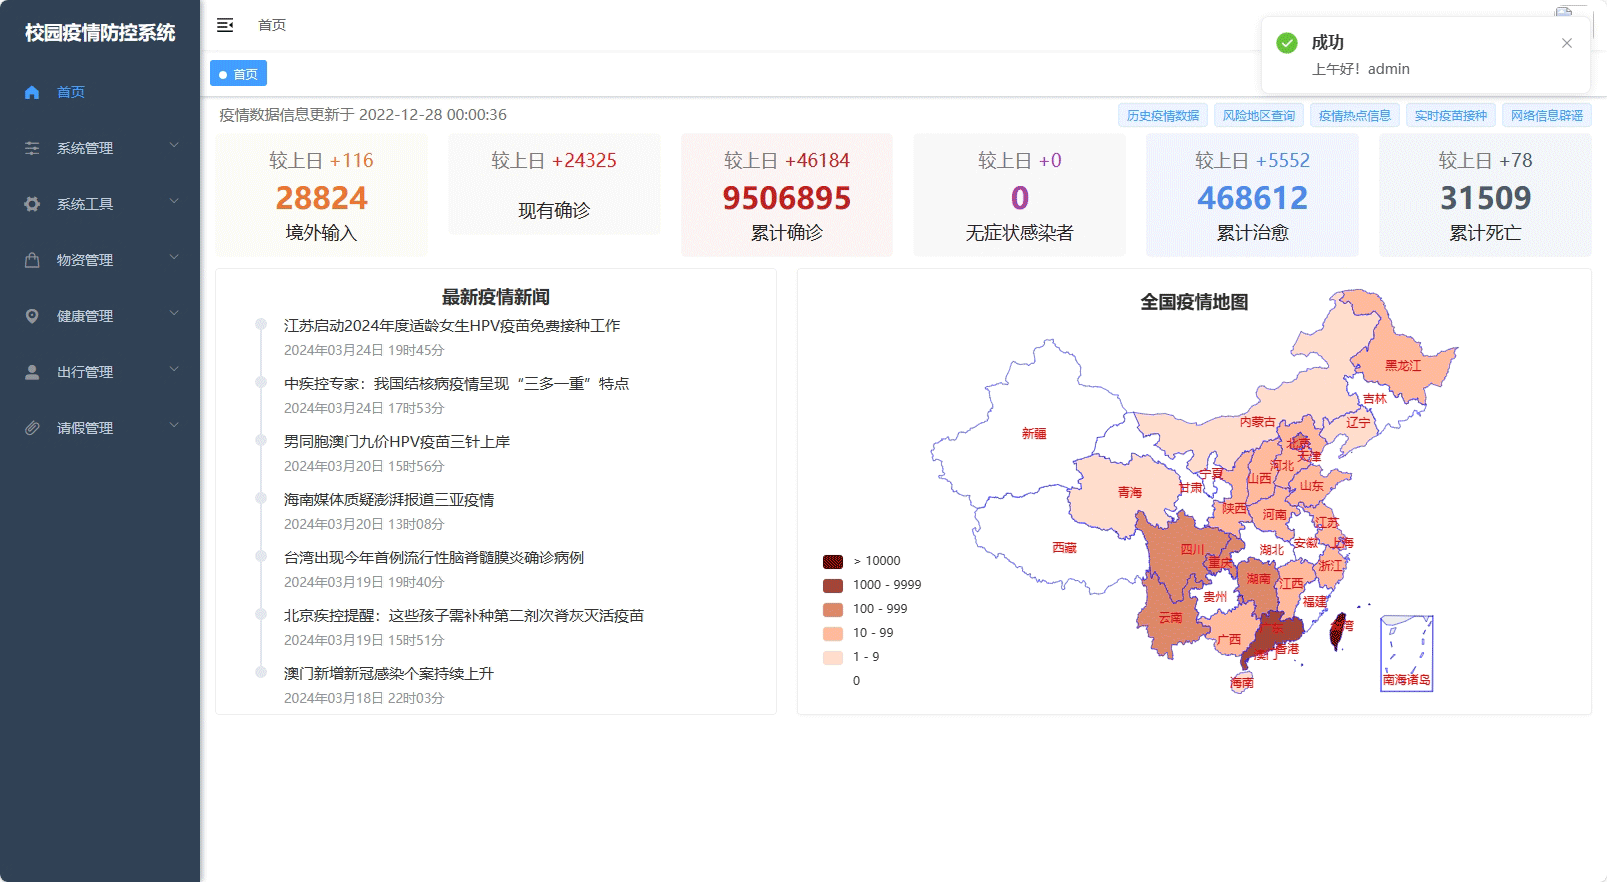 校园疫情防控系统
首页
系统管理
系统工具
物资管理
健康管理
出行管理
请假管理
首页
首页
成功
上午好！admin
疫情数据信息更新于 2022-12-28 00:00:36
历史疫情数据
风险地区查询
疫情热点信息
实时疫苗接种
网络信息辟谣
较上日 +116
28824
境外输入
较上日 +24325
现有确诊
较上日 +46184
9506895
累计确诊
较上日 +0
0
无症状感染者
较上日 +5552
468612
累计治愈
较上日 +78
31509
累计死亡
最新疫情新闻
江苏启动2024年度适龄女生HPV疫苗免费接种工作
2024年03月24日 19时45分
中疾控专家：我国结核病疫情呈现“三多一重”特点
2024年03月24日 17时53分
男同胞澳门九价HPV疫苗三针上岸
2024年03月20日 15时56分
海南媒体质疑澎湃报道三亚疫情
2024年03月20日 13时08分
台湾出现今年首例流行性脑脊髓膜炎确诊病例
2024年03月19日 19时40分
北京疾控提醒：这些孩子需补种第二剂次脊灰灭活疫苗
2024年03月19日 15时51分
澳门新增新冠感染个案持续上升
2024年03月18日 22时03分
全国疫情地图
黑龙江
吉林
辽宁
内蒙古
新疆
北京
天津
河北
宁夏
山西
山东
青海
甘肃
陕西
河南
江苏
安徽
上海
西藏
四川
湖北
重庆
浙江
湖南
江西
贵州
福建
云南
广东
台湾
广西
香港
澳门
海南
南海诸岛
> 10000
1000 - 9999
100 - 999
10 - 99
1 - 9
0